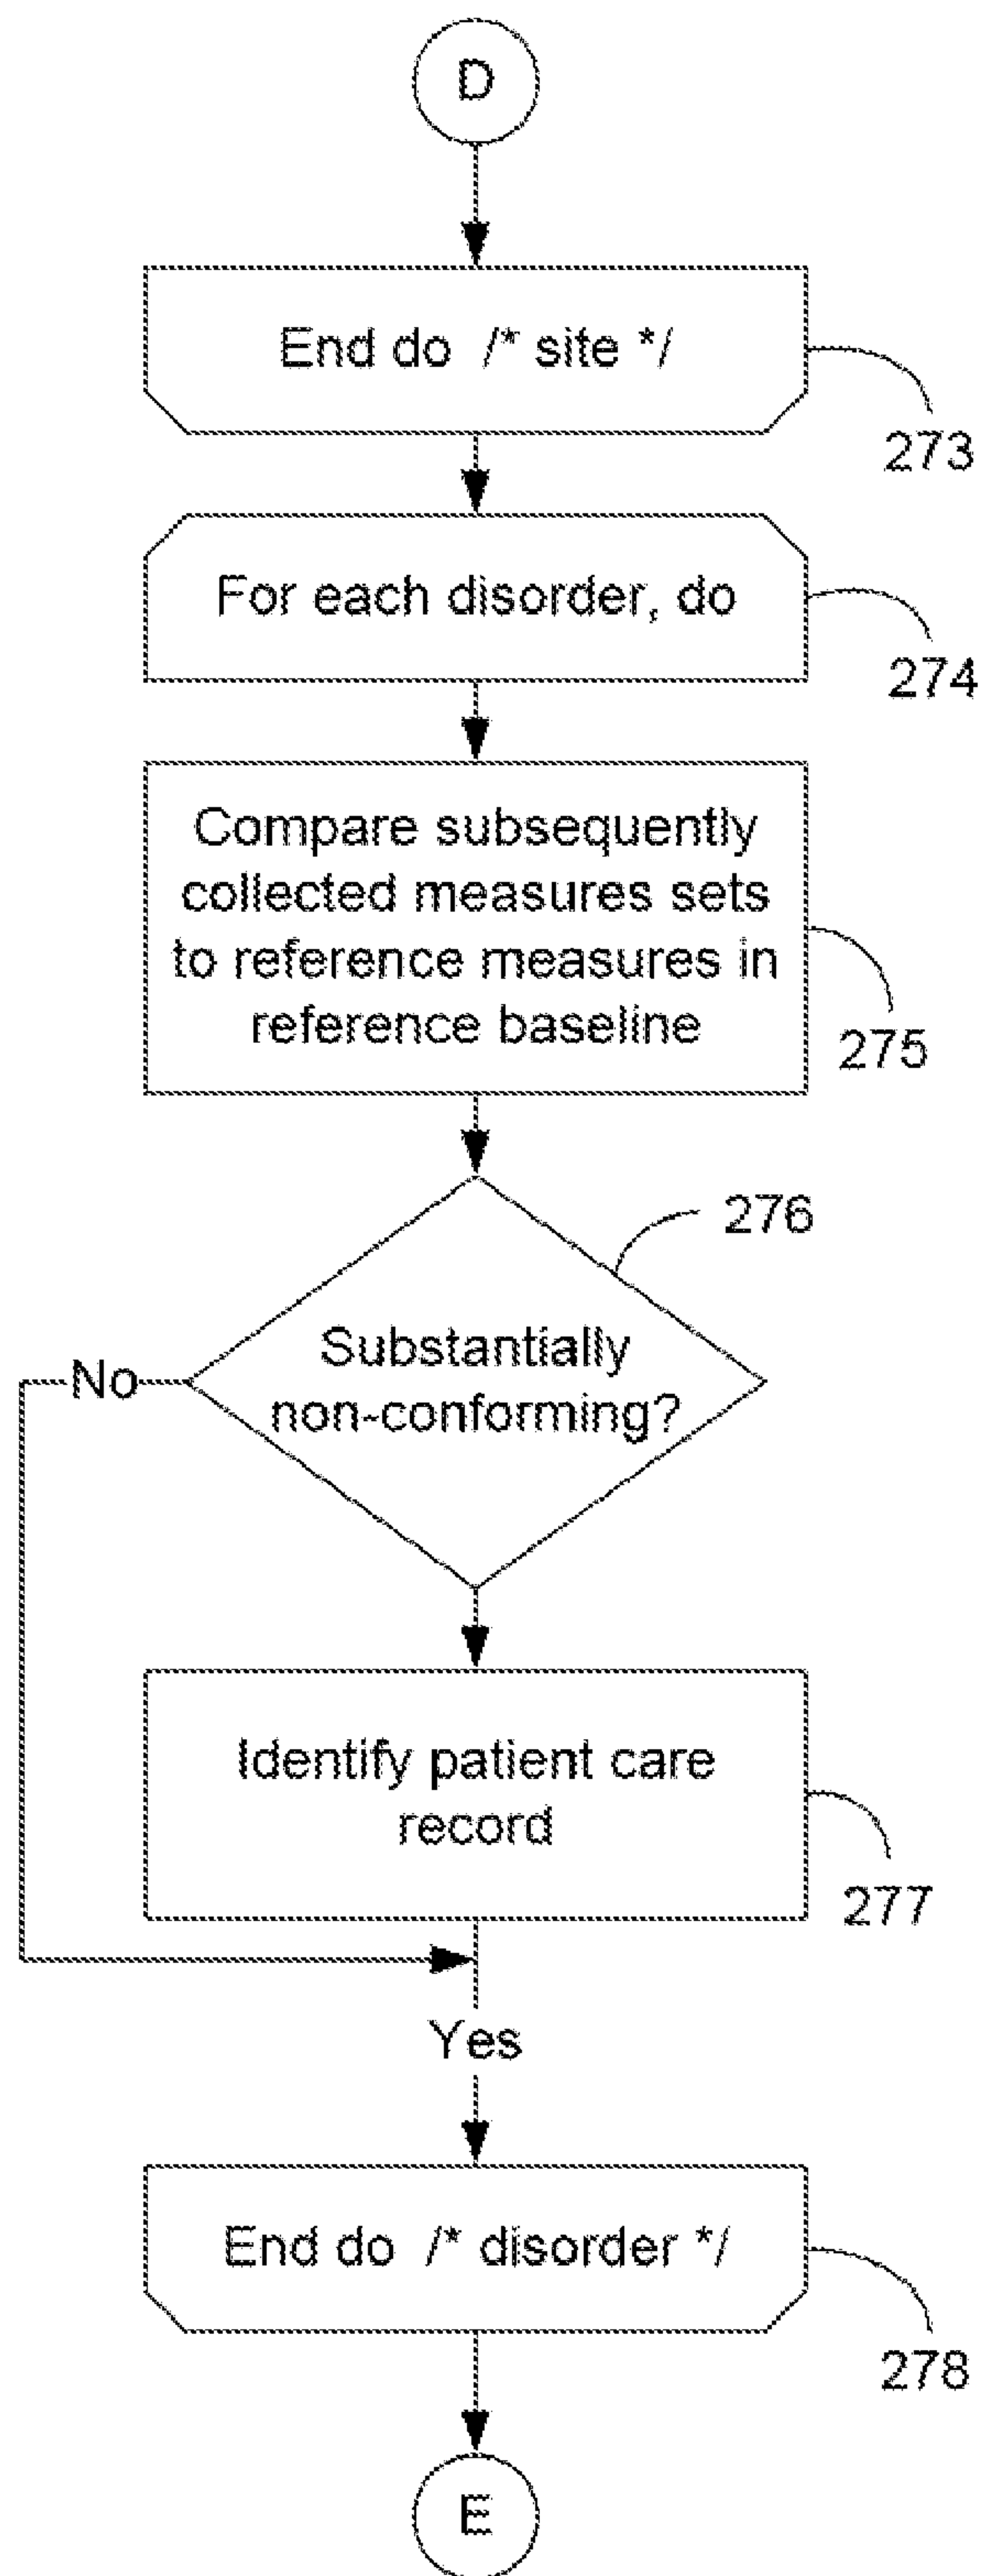 D
End do /* site */
273
For each disorder, do
274
Compare subsequently
collected measures sets
to reference measures in
reference baseline
275
276
Substantially
non-conforming?
No
Identify patient care
record
277
Yes
End do /* disorder */
278
E